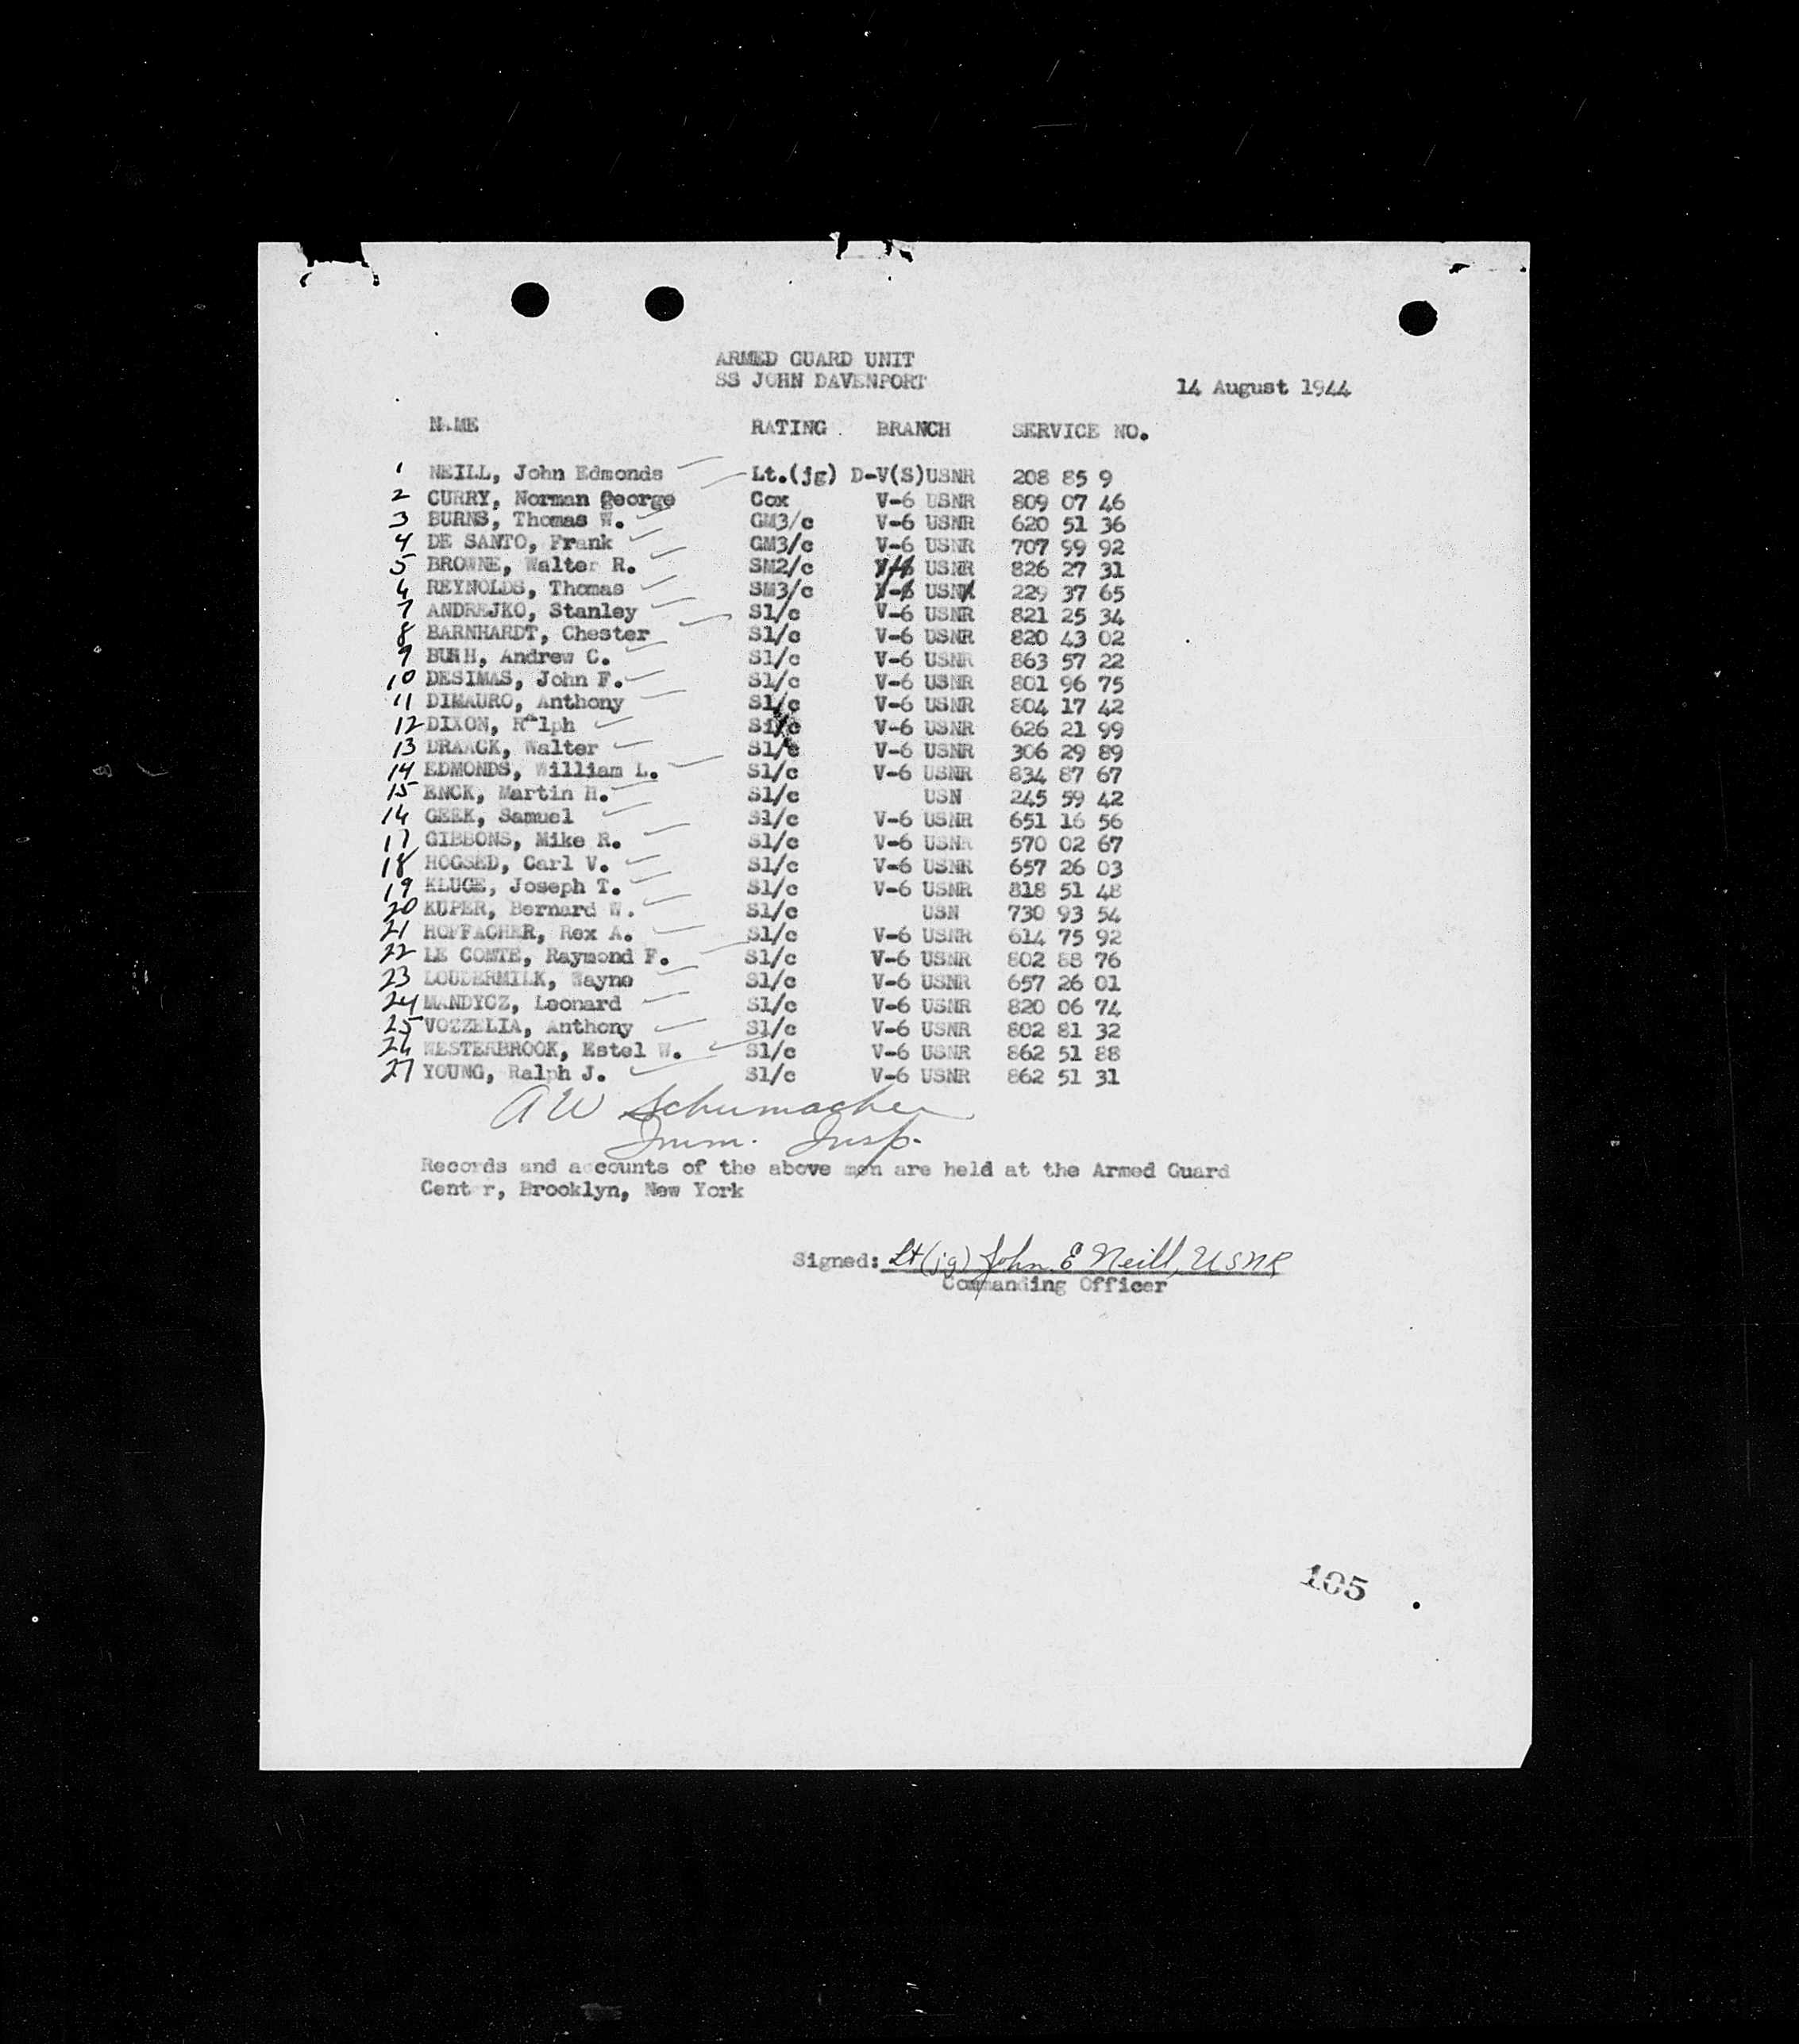 ARMED GUARD UNIT
SS JOHN DAVENPORT
14 August 1944
NAME RATING BRANCH SERVICE NO.
1 NEILL, John Edmonds Lt.(jg) D-V(S)USNR 208 85 9
2 CURRY, Norman George Cox V-6 USNR 809 07 46
3 BURNS, Thomas W. GM3/c V-6 USNR 620 51 36
4 DE SANTO, Frank GM3/c V-6 USNR 707 99 92
5 BROWNE, Walter R. SM2/c USNR 826 27 31
6 REYNOLDS, Thomas SM3/c V-6 USN 229 37 65
7 ANDREJKO, Stanley S1/c V-6 USNR 821 25 34
8 BARNHARDT, Chester S1/c V-6 USNR 820 43 02
9 Andrew C. S1/c V-6 USNR 863 57 22
10 DESIMAS, John F. S1/c V-6 USNR 801 96 75
11 DIMAURO, Anthony S1/c V-6 USNR 804 17 42
12 DIXON, Ralph S1/c V-6 USNR 626 21 99
13 DRAACK, Walter S1/c V-6 USNR 306 29 89
14 EDMONDS, William L. S1/c V-6 USNR 834 87 67
15 ENCK, Martin H. S1/c USN 245 59 42
16 GEEK, Samuel S1/c V-6 USNR 651 16 56
17 GIBBONS, Mike R. S1/c V-6 USNR 570 02 67
18 HOGSED, Carl V. S1/c V-6 USNR 657 26 03
19 KLUGE, Joseph T. S1/c V-6 USNR 818 51 48
20 KUPER, Bernard W. S1/c USN 730 93 54
21 HOFFACHER, Rex A. S1/c V-6 USNR 614 75 92
22 LE COMTE, Raymond F. S1/c V-6 USNR 802 88 76
23 LOUDERMILK, Wayne S1/c V-6 USNR 657 26 01
24 MANDYCZ, Leonard S1/c V-6 USNR 820 06 74
25 VOZZELIA, Anthony S1/c V-6 USNR 802 81 32
26 WESTERBROOK, Estel W. S1/c V-6 USNR 862 51 88
27 YOUNG, Ralph J. S1/c V-6 USNR 862 51 31
A W Schumacher
Imm. Insp.
Records and accounts of the above men are held at the Armed Guard
Center, Brooklyn, New York
Signed: Lt(jg) John E Neill, USNR
Commanding Officer
105